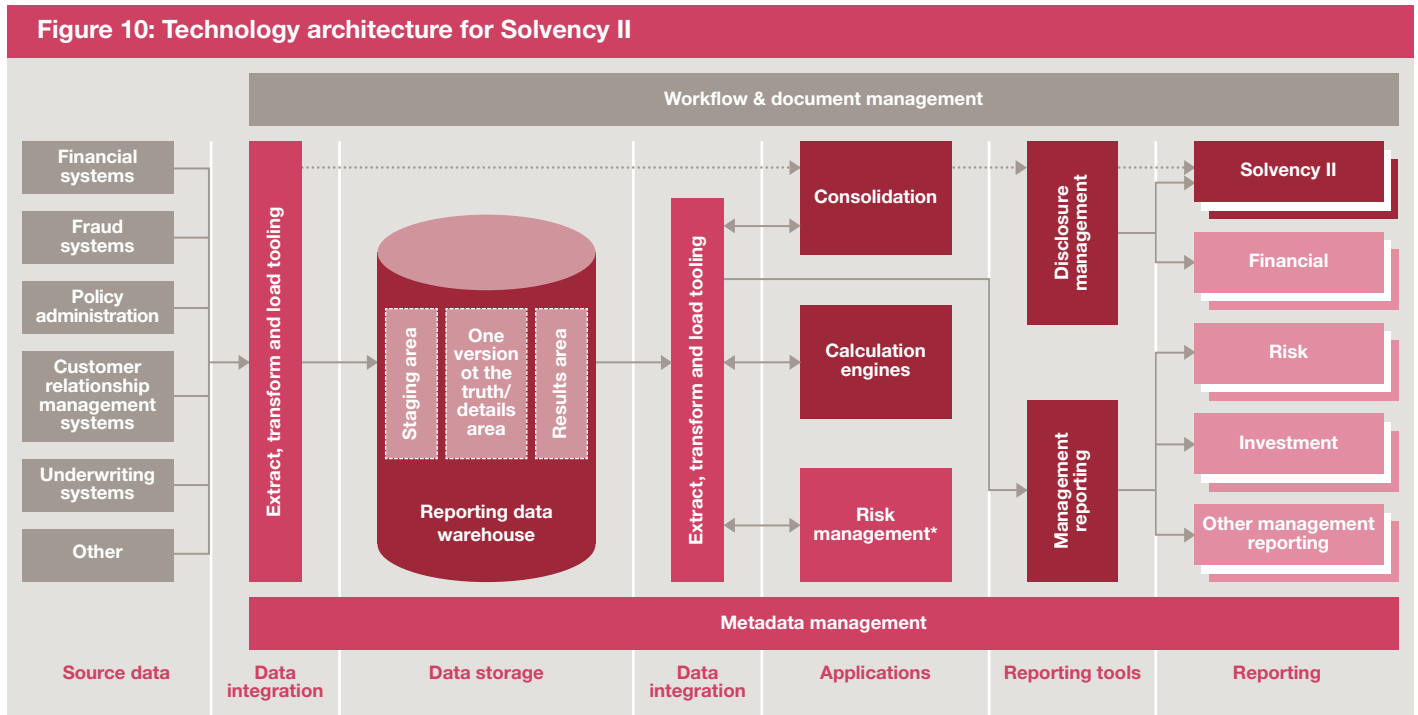 Figure 10: Technology architecture for Solvency II
Workflow & document management
Financial
systems
Fraud
systems
Policy
administration
Customer
relationship
management
systems
Underwriting
systems
Other
Extract, transform and load tooling
Staging area
One
version
ot the
truth/
details
area
Results area
Reporting data
warehouse
Extract, transform and load tooling
Consolidation
Calculation
engines
Risk
management*
Disclosure
management
Management
reporting
Solvency II
Financial
Risk
Investment
Other management
reporting
Metadata management
Source data
Data
integration
Data storage
Data
integration
Applications
Reporting tools
Reporting